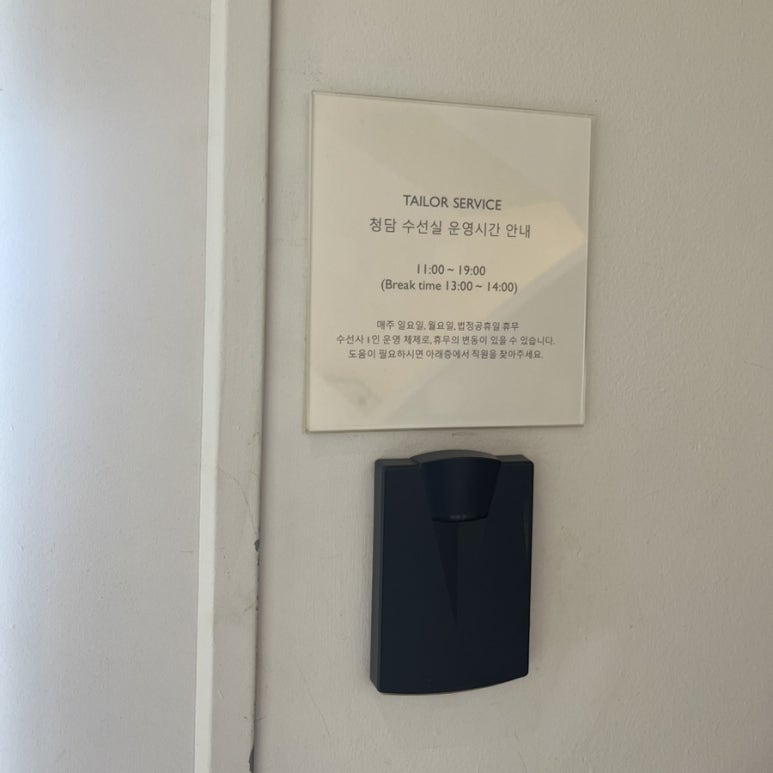 TAILOR SERVICE
청담 수선실 운영시간 안내
11:00 ~ 19:00
(Break time 13:00 ~ 14:00)
매주 일요일, 월요일, 법정공휴일 휴무
수선사 1인 운영 체제로, 휴무의 변동이 있을 수 있습니다.
도움이 필요하시면 아래층에서 직원을 찾아주세요.